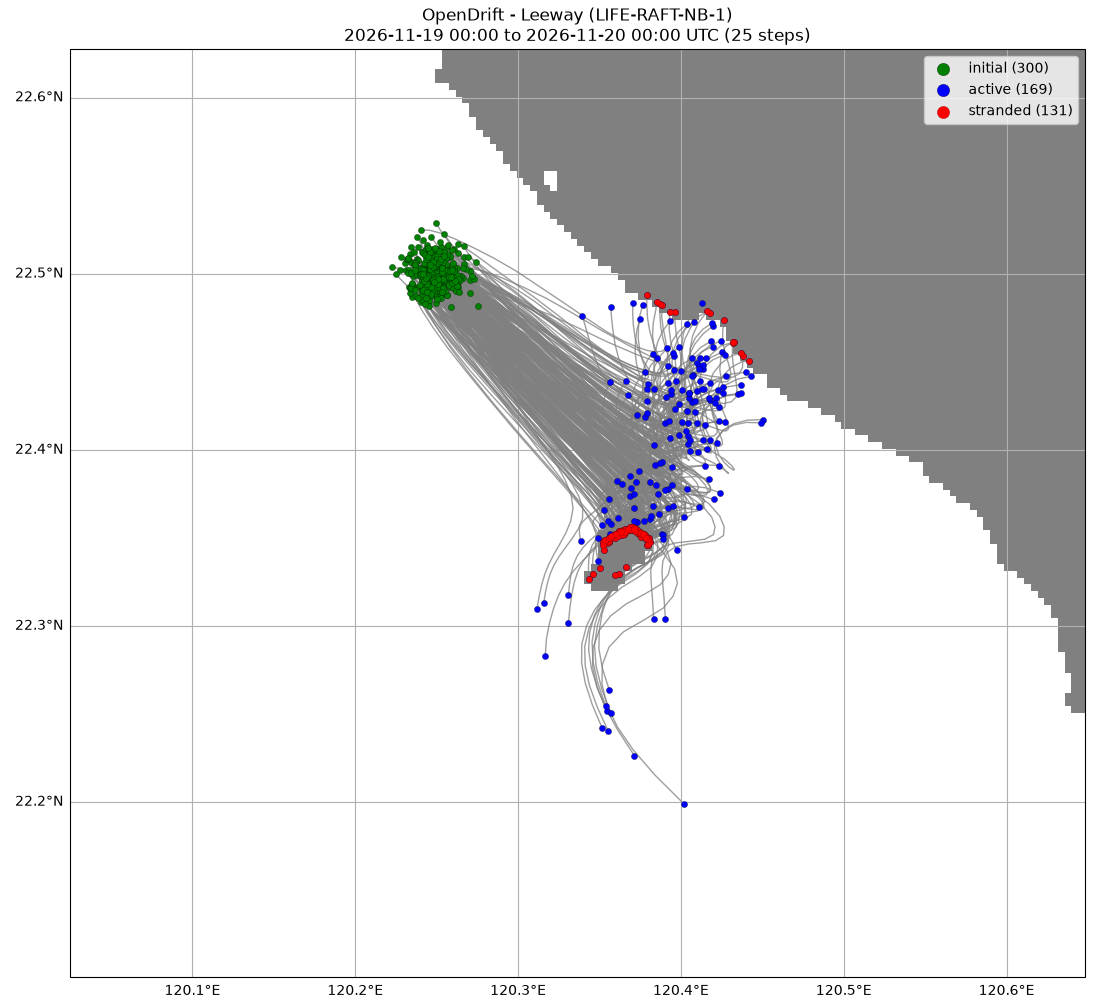 OpenDrift - Leeway (LIFE-RAFT-NB-1)
2026-11-19 00:00 to 2026-11-20 00:00 UTC (25 steps)
initial (300)
active (169)
stranded (131)
22.6°N
22.5°N
22.4°N
22.3°N
22.2°N
120.1°E
120.2°E
120.3°E
120.4°E
120.5°E
120.6°E